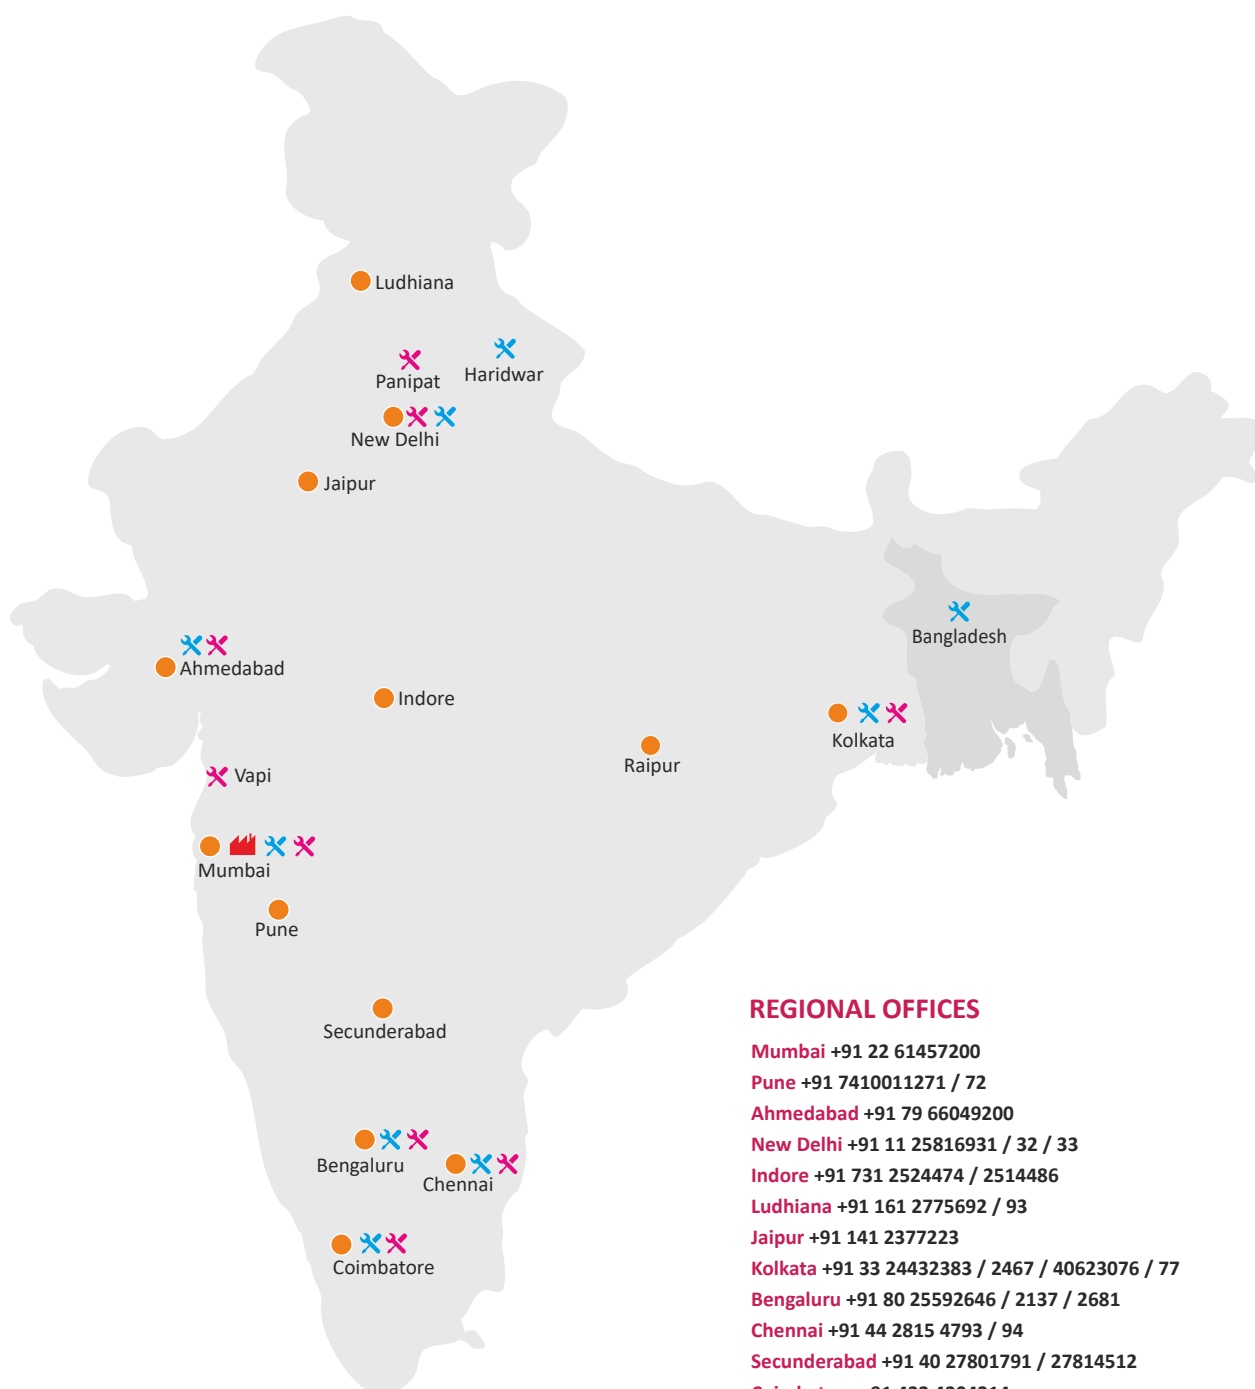 Ludhiana
Panipat
Haridwar
New Delhi
Jaipur
Bangladesh
Ahmedabad
Indore
Kolkata
Raipur
Vapi
Mumbai
Pune
Secunderabad
Bengaluru
Chennai
Coimbatore
REGIONAL OFFICES
Mumbai +91 22 61457200
Pune +91 7410011271 / 72
Ahmedabad +91 79 66049200
New Delhi +91 11 25816931 / 32 / 33
Indore +91 731 2524474 / 2514486
Ludhiana +91 161 2775692 / 93
Jaipur +91 141 2377223
Kolkata +91 33 24432383 / 2467 / 40623076 / 77
Bengaluru +91 80 25592646 / 2137 / 2681
Chennai +91 44 2815 4793 / 94
Secunderabad +91 40 27801791 / 27814512